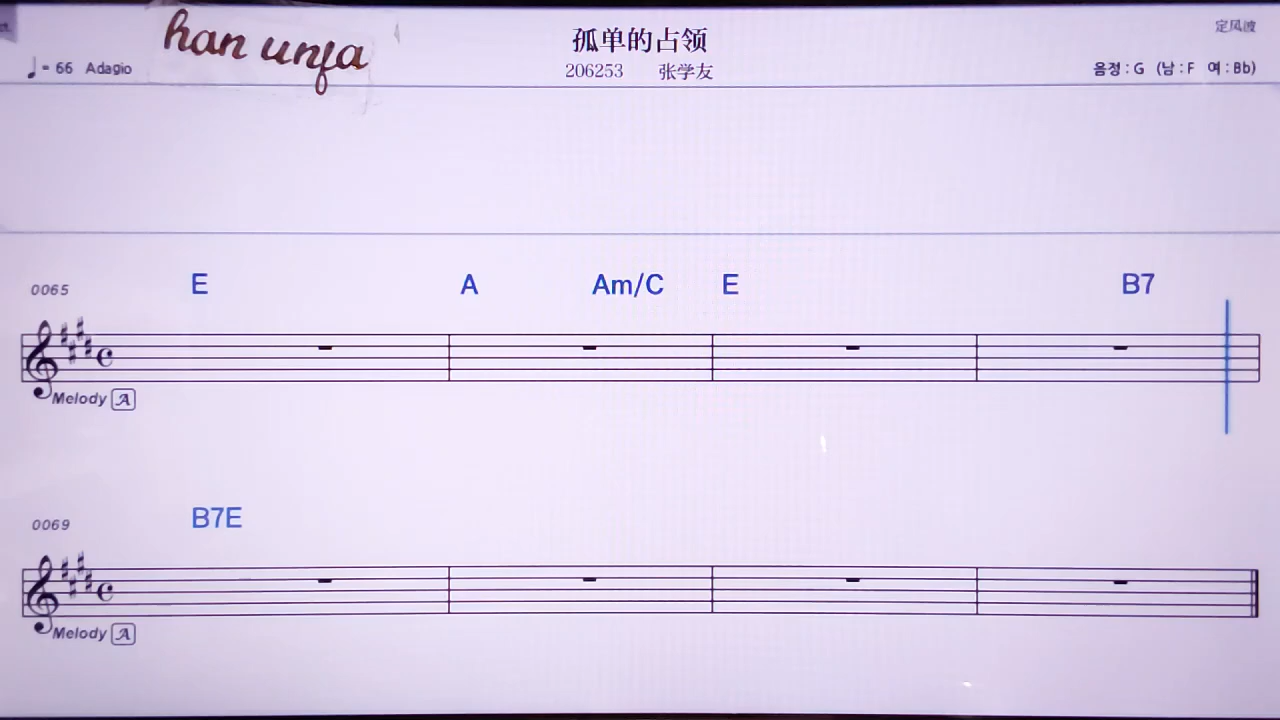 han unfa
孤单的占领
定风波
♩= 66 Adagio
206253 张学友
음정 : G (남 : F 여 : Bb)
0065
E A Am/C E B7
Melody A
0069
B7E
Melody A